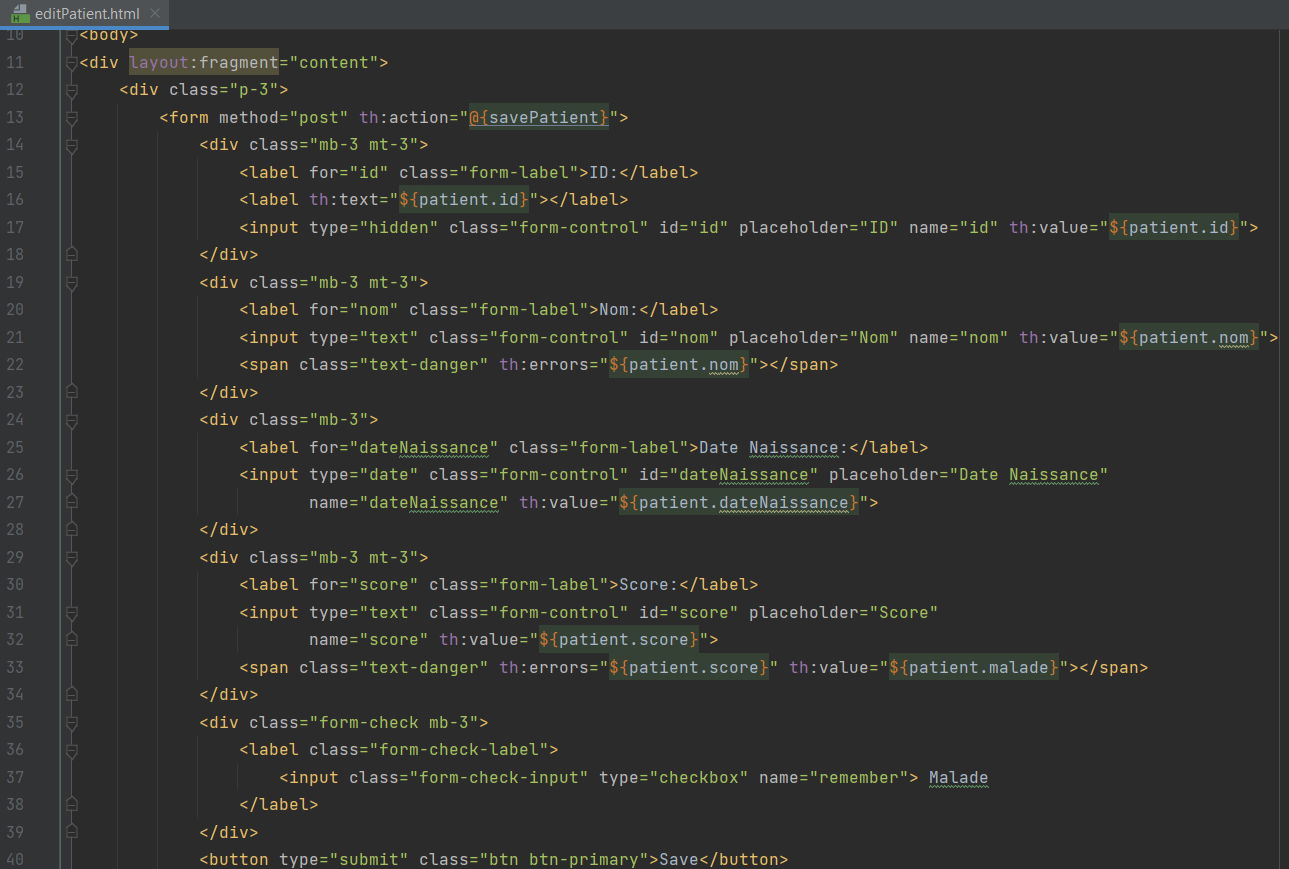 editPatient.html
10 <body>
11 <div layout:fragment="content">
12 <div class="p-3">
13 <form method="post" th:action="@{savePatient}">
14 <div class="mb-3 mt-3">
15 <label for="id" class="form-label">ID:</label>
16 <label th:text="${patient.id}"></label>
17 <input type="hidden" class="form-control" id="id" placeholder="ID" name="id" th:value="${patient.id}">
18 </div>
19 <div class="mb-3 mt-3">
20 <label for="nom" class="form-label">Nom:</label>
21 <input type="text" class="form-control" id="nom" placeholder="Nom" name="nom" th:value="${patient.nom}">
22 <span class="text-danger" th:errors="${patient.nom}"></span>
23 </div>
24 <div class="mb-3">
25 <label for="dateNaissance" class="form-label">Date Naissance:</label>
26 <input type="date" class="form-control" id="dateNaissance" placeholder="Date Naissance"
27 name="dateNaissance" th:value="${patient.dateNaissance}">
28 </div>
29 <div class="mb-3 mt-3">
30 <label for="score" class="form-label">Score:</label>
31 <input type="text" class="form-control" id="score" placeholder="Score"
32 name="score" th:value="${patient.score}">
33 <span class="text-danger" th:errors="${patient.score}" th:value="${patient.malade}"></span>
34 </div>
35 <div class="form-check mb-3">
36 <label class="form-check-label">
37 <input class="form-check-input" type="checkbox" name="remember"> Malade
38 </label>
39 </div>
40 <button type="submit" class="btn btn-primary">Save</button>